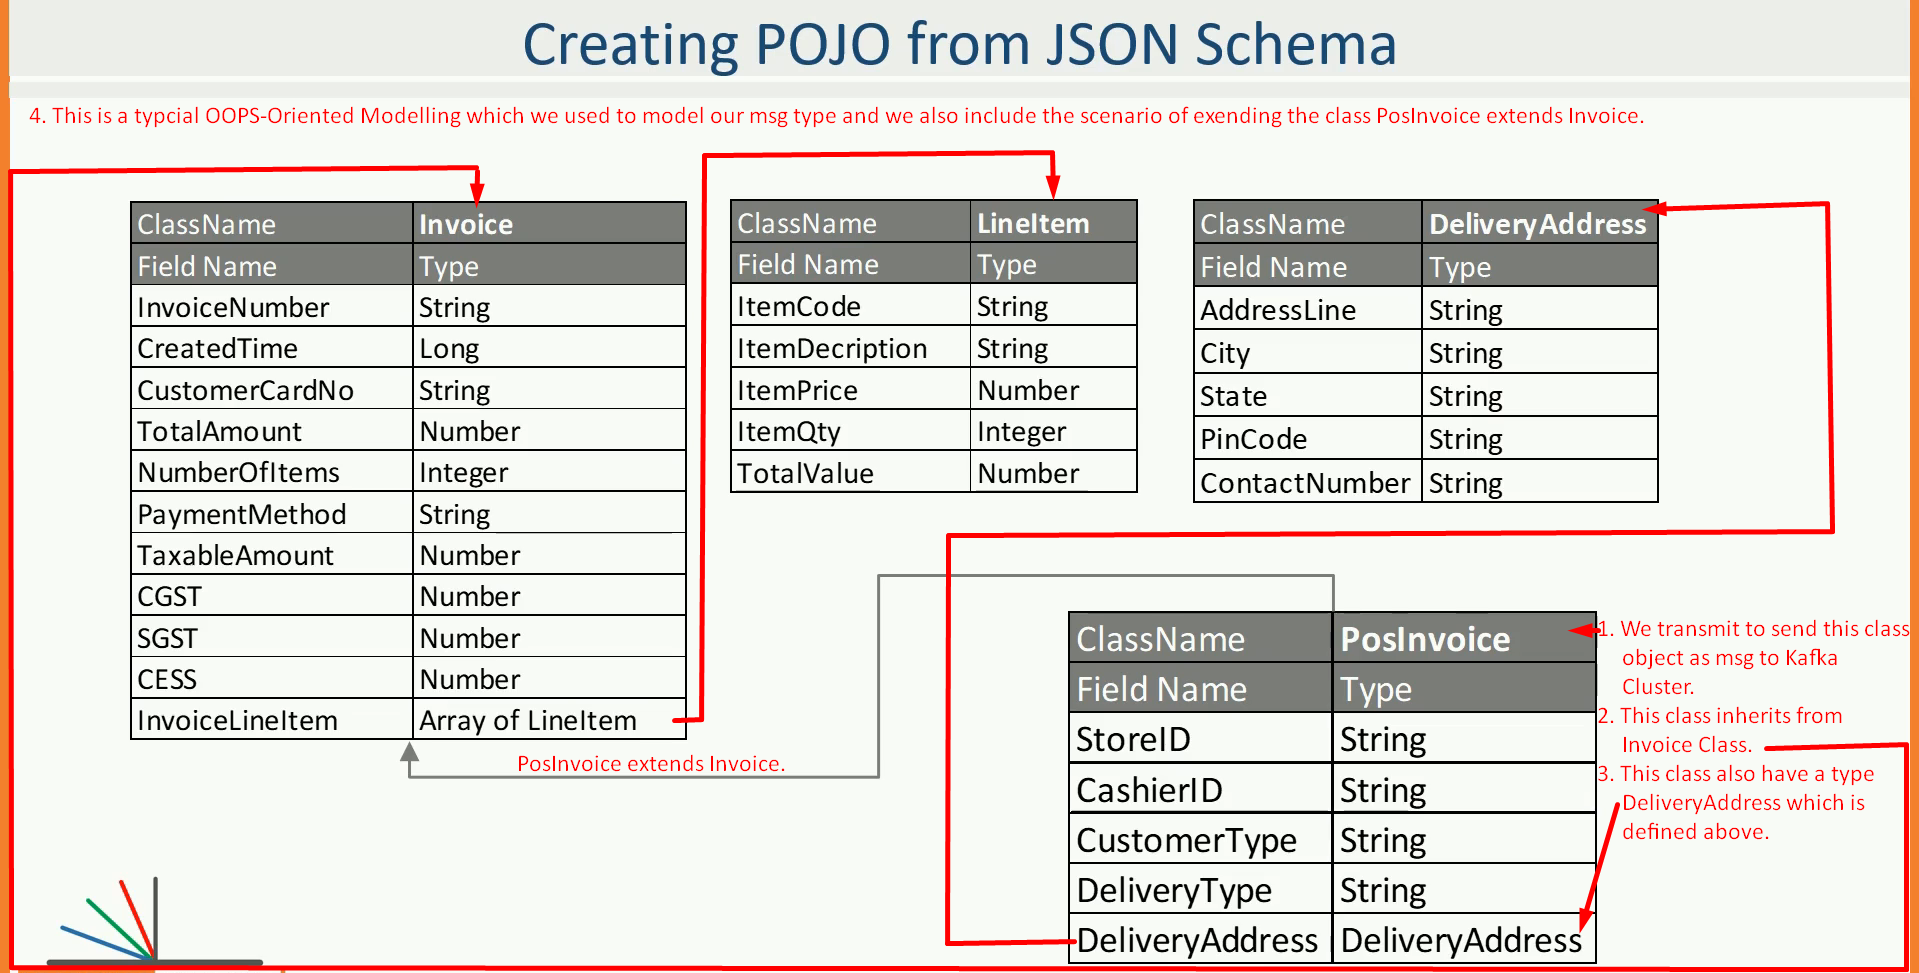 Creating POJO from JSON Schema
4. This is a typcial OOPS-Oriented Modelling which we used to model our msg type and we also include the scenario of exending the class PosInvoice extends Invoice.
ClassName Invoice
Field Name Type
InvoiceNumber String
CreatedTime Long
CustomerCardNo String
TotalAmount Number
NumberOfItems Integer
PaymentMethod String
TaxableAmount Number
CGST Number
SGST Number
CESS Number
InvoiceLineItem Array of LineItem
ClassName LineItem
Field Name Type
ItemCode String
ItemDecription String
ItemPrice Number
ItemQty Integer
TotalValue Number
ClassName DeliveryAddress
Field Name Type
AddressLine String
City String
State String
PinCode String
ContactNumber String
PosInvoice extends Invoice.
ClassName PosInvoice
Field Name Type
StoreID String
CashierID String
CustomerType String
DeliveryType String
DeliveryAddress DeliveryAddress
1. We transmit to send this class
object as msg to Kafka
Cluster.
2. This class inherits from
Invoice Class.
3. This class also have a type
DeliveryAddress which is
defined above.